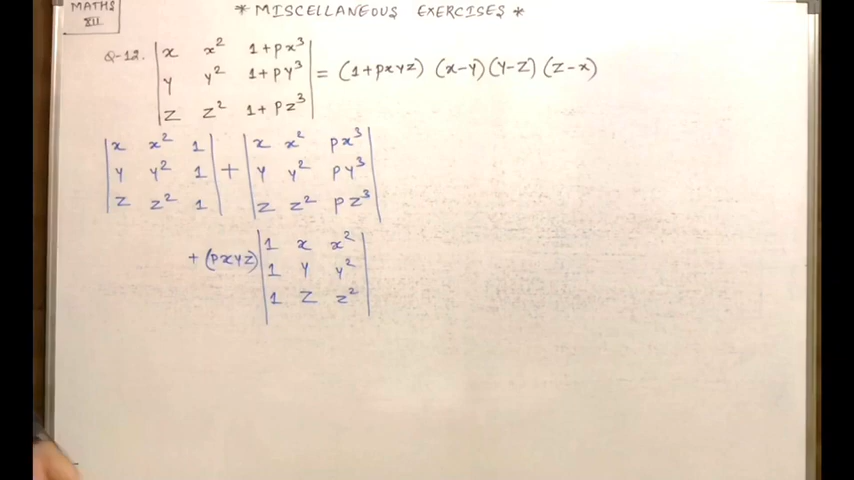 MATHS
XII
* MISCELLANEOUS EXERCISES *
Q-12. | x x² 1+px³ |
| y y² 1+py³ | = (1+pxyz) (x-y) (y-z) (z-x)
| z z² 1+pz³ |
| x x² 1 | + | x x² px³ |
| y y² 1 | | y y² py³ |
| z z² 1 | | z z² pz³ |
+ (pxyz) | 1 x x² |
| 1 y y² |
| 1 z z² |